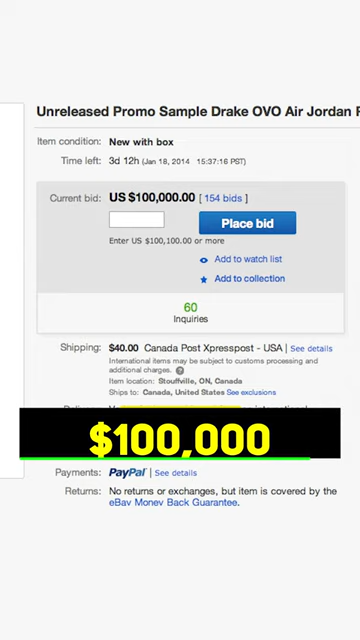 Unreleased Promo Sample Drake OVO Air Jordan
Item condition: New with box
Time left: 3d 12h (Jan 18, 2014 15:37:16 PST)
Current bid: US $100,000.00 [ 154 bids ]
Place bid
Enter US $100,100.00 or more
Add to watch list
Add to collection
60
Inquiries
Shipping: $40.00 Canada Post Xpresspost - USA | See details
International items may be subject to customs processing and
additional charges. ?
Item location: Stouffville, ON, Canada
Ships to: Canada, United States See exclusions
$100,000
Payments: PayPal | See details
Returns: No returns or exchanges, but item is covered by the
eBay Money Back Guarantee.